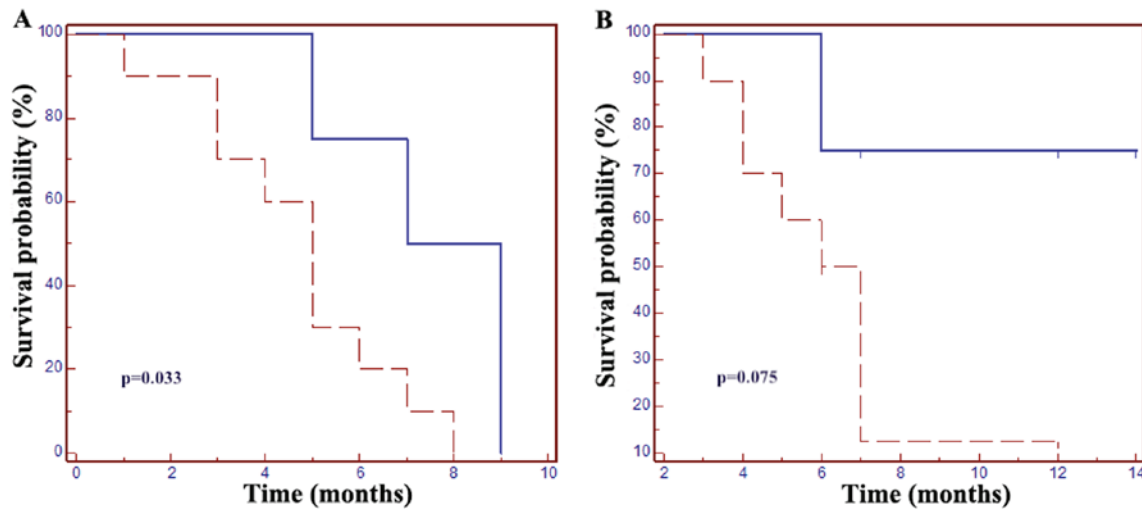 A
Survival probability (%)
100
80
60
40
20
0
p=0.033
0 2 4 6 8 10
Time (months)
B
Survival probability (%)
100
90
80
70
60
50
40
30
20
10
p=0.075
2 4 6 8 10 12 14
Time (months)